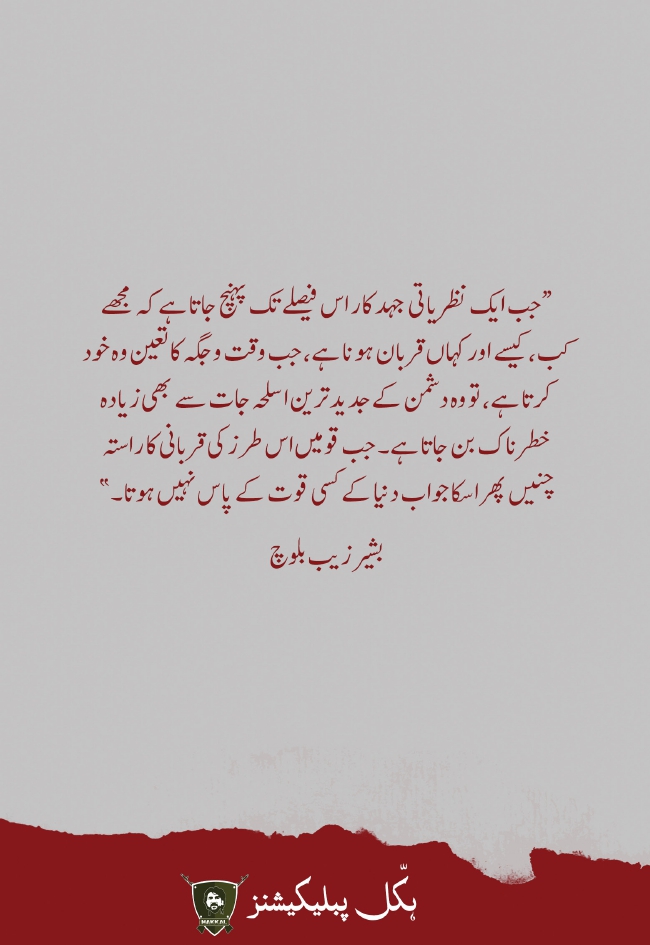 ”جب ایک نظریاتی جہدکار اس فیصلے تک پہنچ جاتا ہے کہ مجھے
کب، کیسے اور کہاں قربان ہونا ہے، جب وقت و جگہ کا تعین وہ خود
کرتا ہے، تو وہ دشمن کے جدید ترین اسلحہ جات سے بھی زیادہ
خطرناک بن جاتا ہے۔ جب قومیں اس طرز کی قربانی کا راستہ
چنیں پھر اسکا جواب دنیا کے کسی قوت کے پاس نہیں ہوتا۔“
بشیر زیب بلوچ
ہکّل پبلیکیشنز
HAKKAL